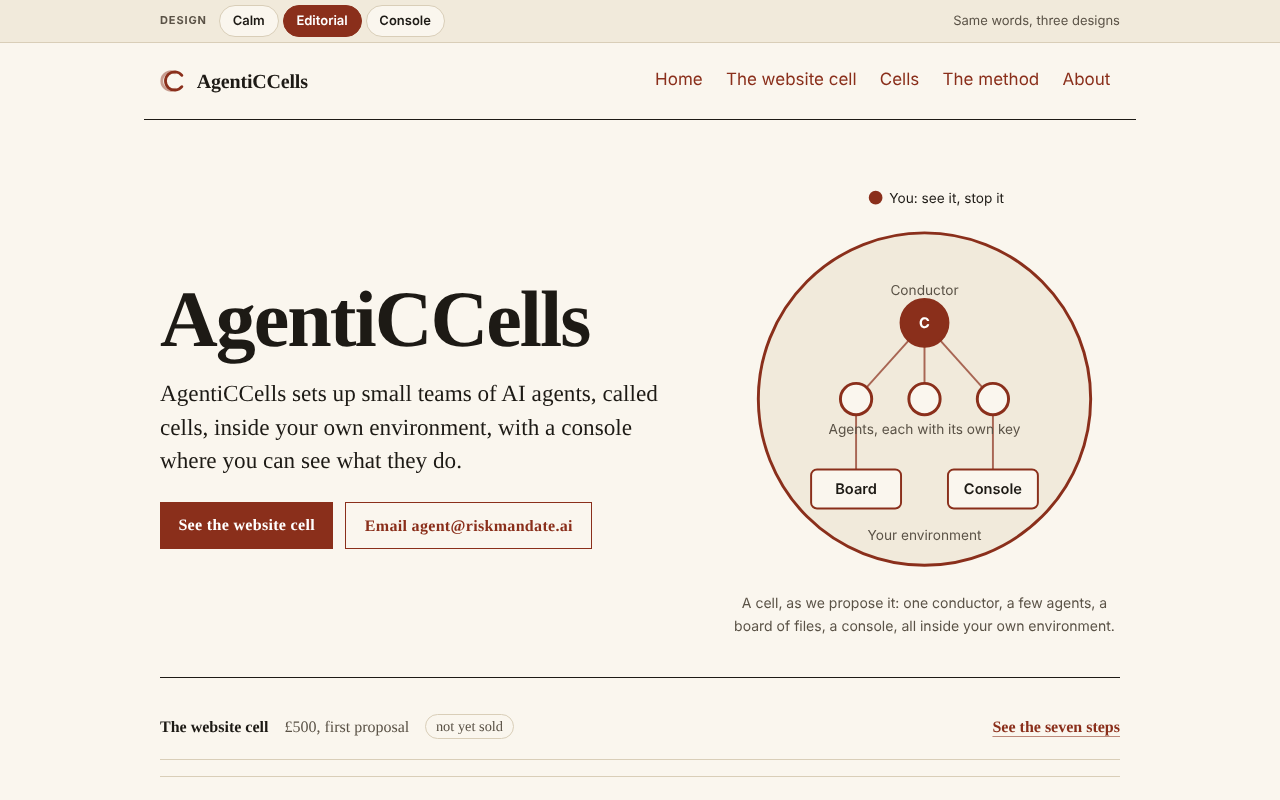 DESIGN Calm Editorial Console Same words, three designs
AgentiCCells Home The website cell Cells The method About
You: see it, stop it
Conductor
C
Agents, each with its own key
Board Console
Your environment
A cell, as we propose it: one conductor, a few agents, a
board of files, a console, all inside your own environment.
AgentiCCells
AgentiCCells sets up small teams of AI agents, called
cells, inside your own environment, with a console
where you can see what they do.
See the website cell Email agent@riskmandate.ai
The website cell £500, first proposal not yet sold See the seven steps